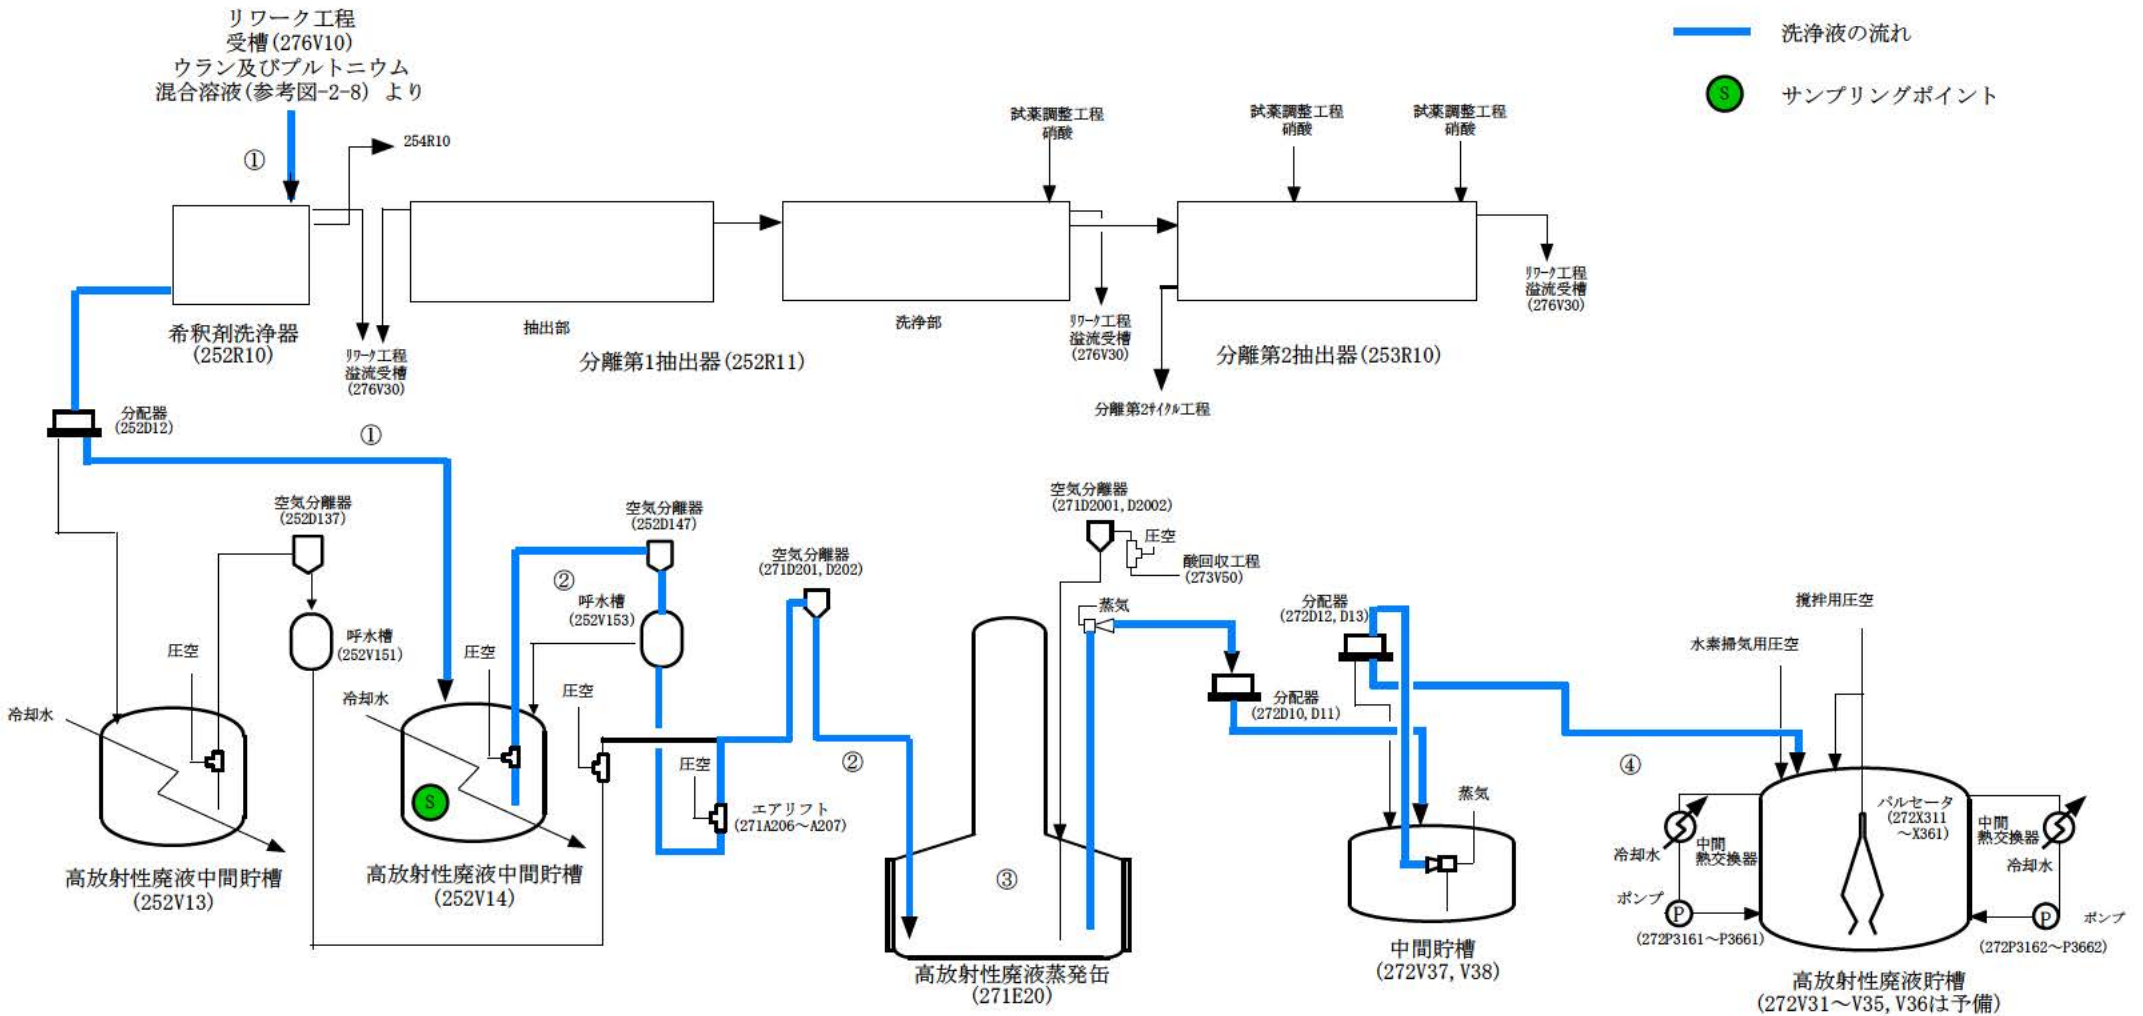 リワーク工程
受槽(276V10)
ウラン及びプルトニウム
混合溶液(参考図-2-8) より
洗浄液の流れ
S
サンプリングポイント
①
254R10
試薬調整工程
硝酸
試薬調整工程
硝酸
試薬調整工程
硝酸
希釈剤洗浄器
(252R10)
ﾘﾜｰｸ工程
溢流受槽
(276V30)
抽出部
分離第1抽出器(252R11)
洗浄部
ﾘﾜｰｸ工程
溢流受槽
(276V30)
分離第2抽出器(253R10)
ﾘﾜｰｸ工程
溢流受槽
(276V30)
分離第2ｻｲｸﾙ工程
分配器
(252D12)
①
空気分離器
(252D137)
呼水槽
(252V151)
圧空
冷却水
高放射性廃液中間貯槽
(252V13)
空気分離器
(252D147)
②
呼水槽
(252V153)
圧空
冷却水
S
高放射性廃液中間貯槽
(252V14)
圧空
空気分離器
(271D201, D202)
②
圧空
エアリフト
(271A206～A207)
空気分離器
(271D2001, D2002)
圧空
酸回収工程
(273V50)
蒸気
③
高放射性廃液蒸発缶
(271E20)
分配器
(272D10, D11)
分配器
(272D12, D13)
蒸気
中間貯槽
(272V37, V38)
④
撹拌用圧空
水素掃気用圧空
パルセータ
(272X311
～X361)
冷却水
中間
熱交換器
ポンプ
P
(272P3161～P3661)
中間
熱交換器
冷却水
P
ポンプ
(272P3162～P3662)
高放射性廃液貯槽
(272V31～V35, V36は予備)